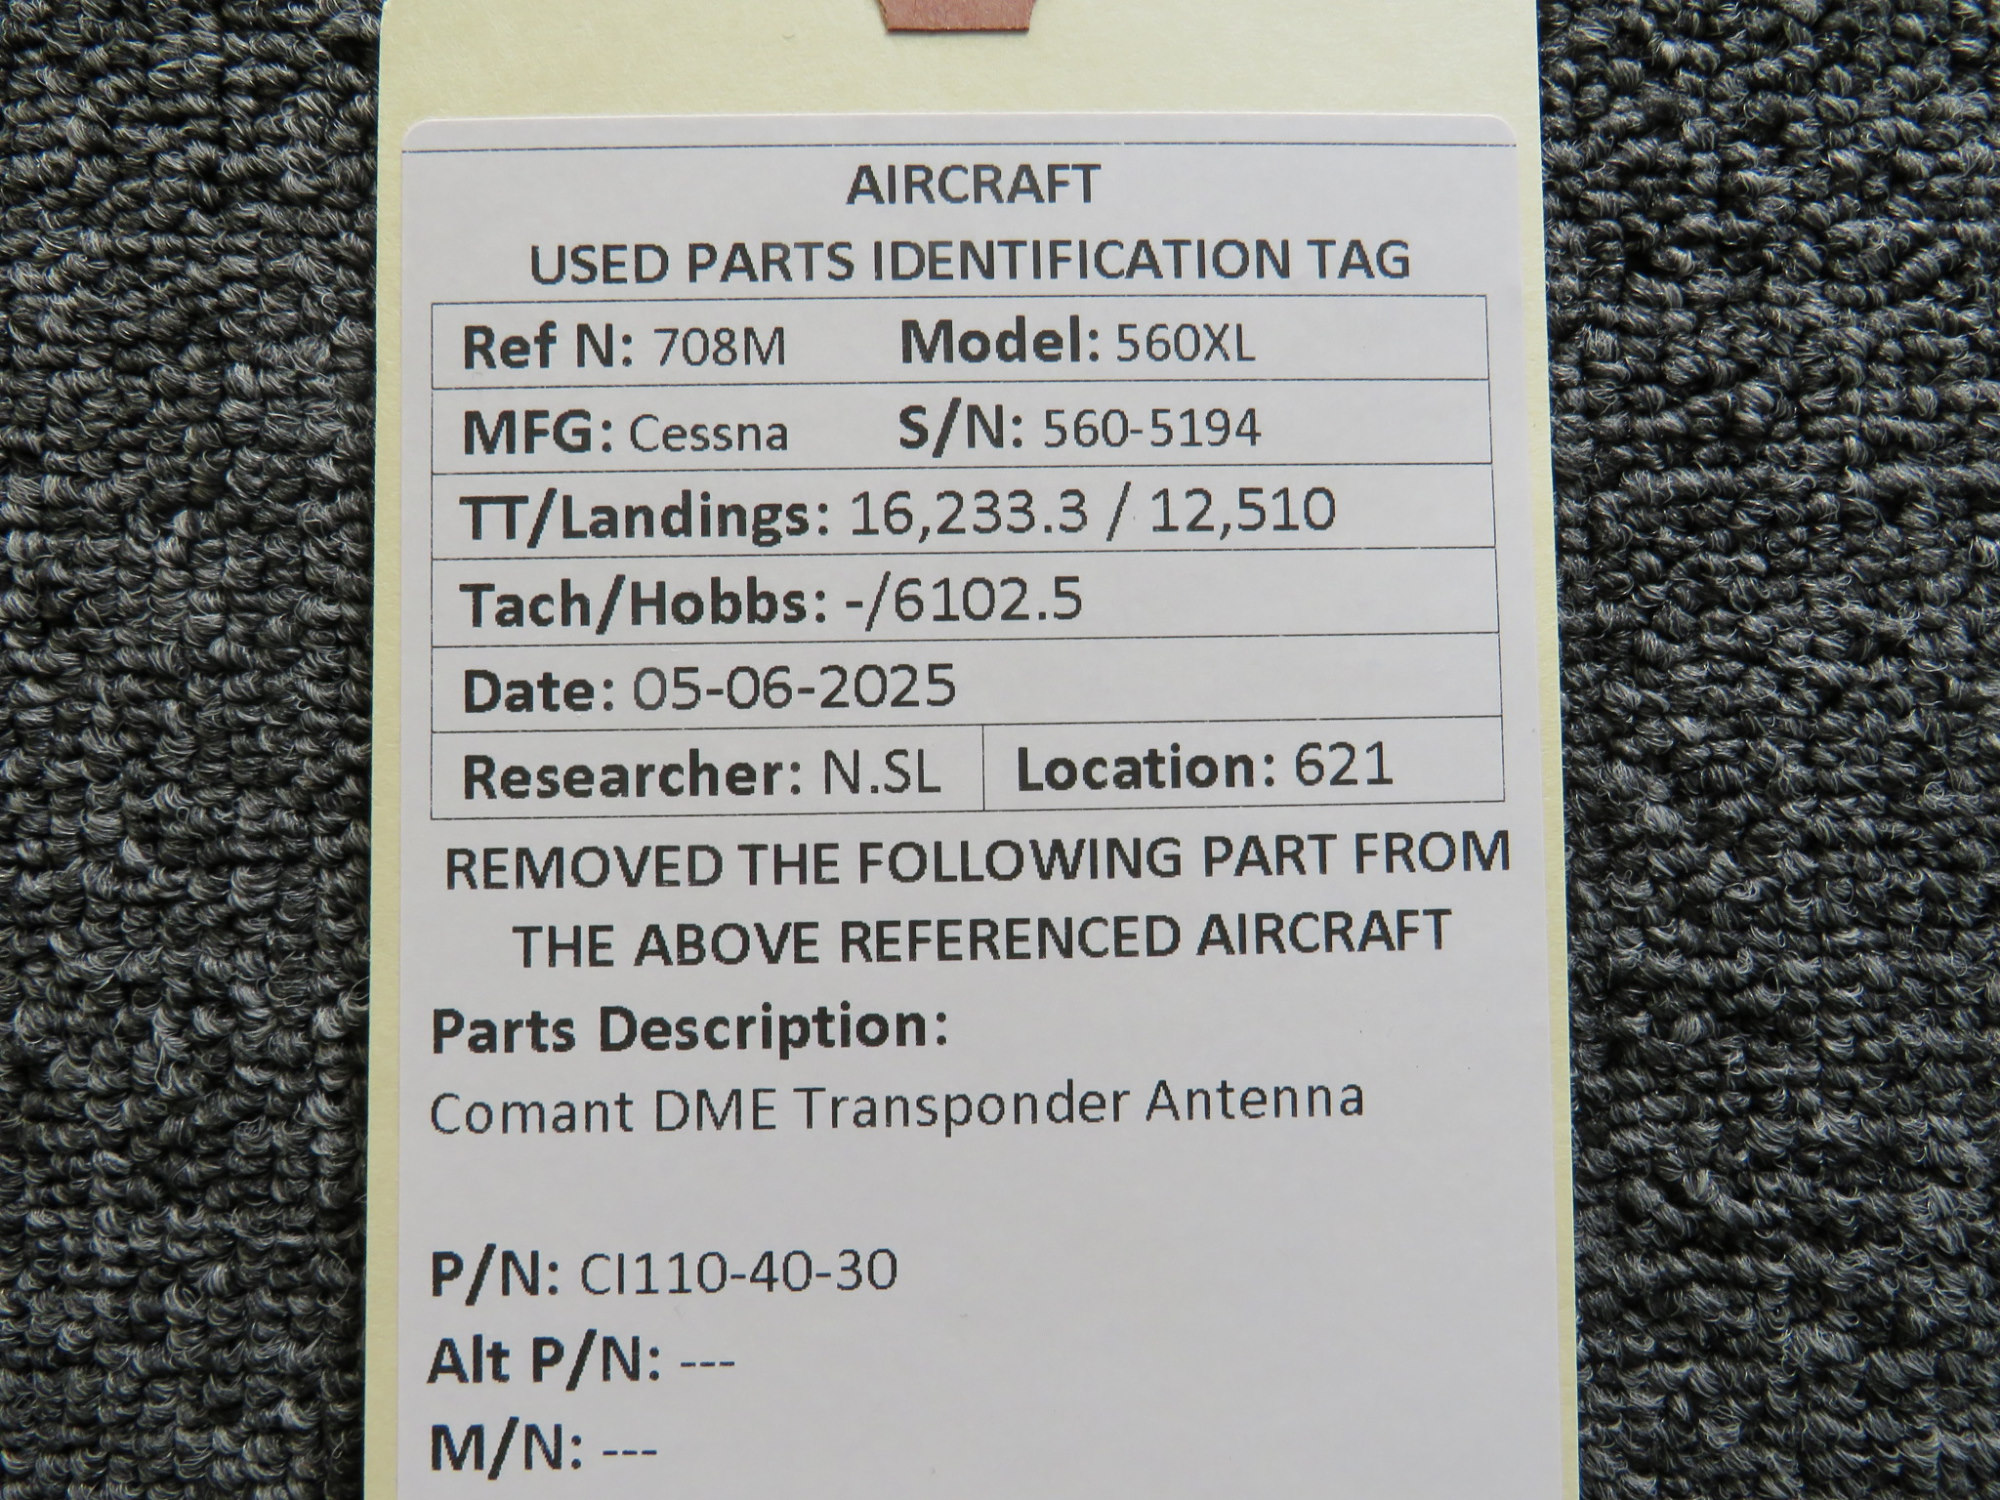 AIRCRAFT
USED PARTS IDENTIFICATION TAG
Ref N: 708M Model: 560XL
MFG: Cessna S/N: 560-5194
TT/Landings: 16,233.3 / 12,510
Tach/Hobbs: -/6102.5
Date: 05-06-2025
Researcher: N.SL Location: 621
REMOVED THE FOLLOWING PART FROM
THE ABOVE REFERENCED AIRCRAFT
Parts Description:
Comant DME Transponder Antenna
P/N: CI110-40-30
Alt P/N: ---
M/N: ---